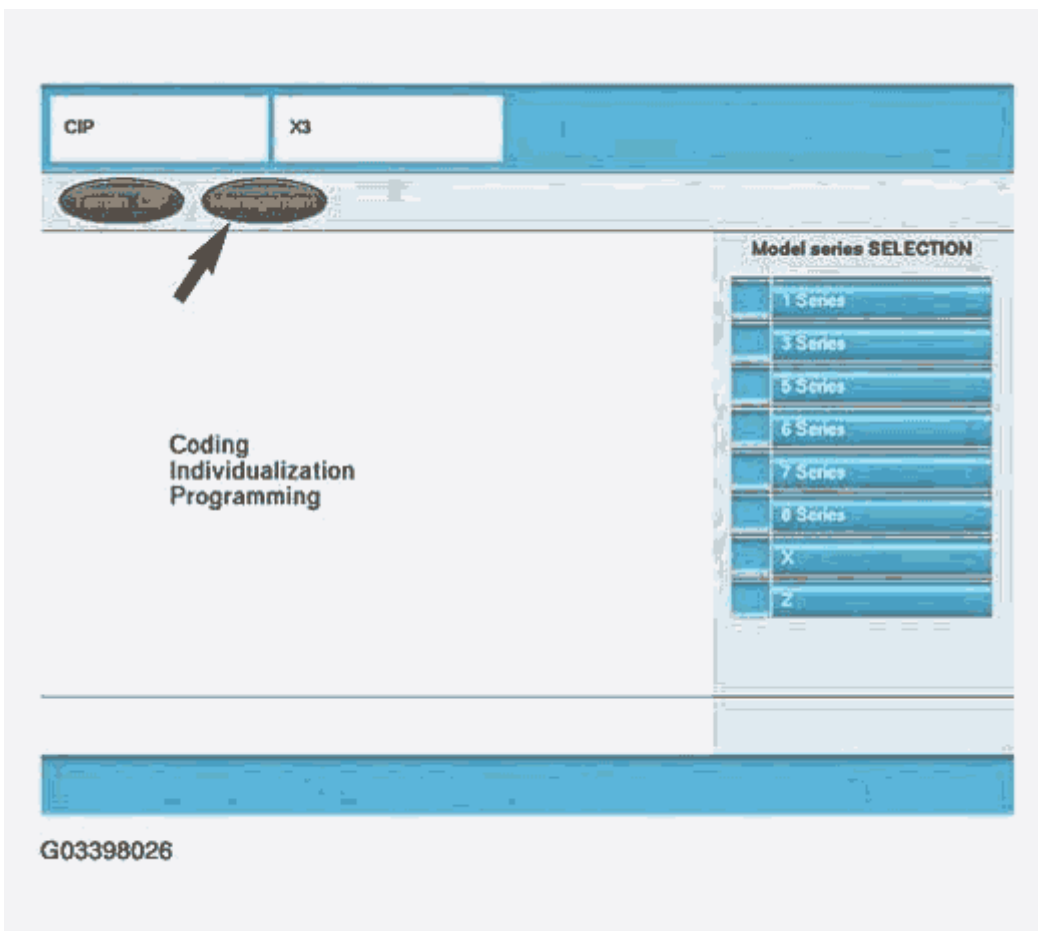 CIP
X3
Model series SELECTION
1 Series
3 Series
5 Series
6 Series
7 Series
8 Series
X
Z
Coding
Individualization
Programming
G03398026